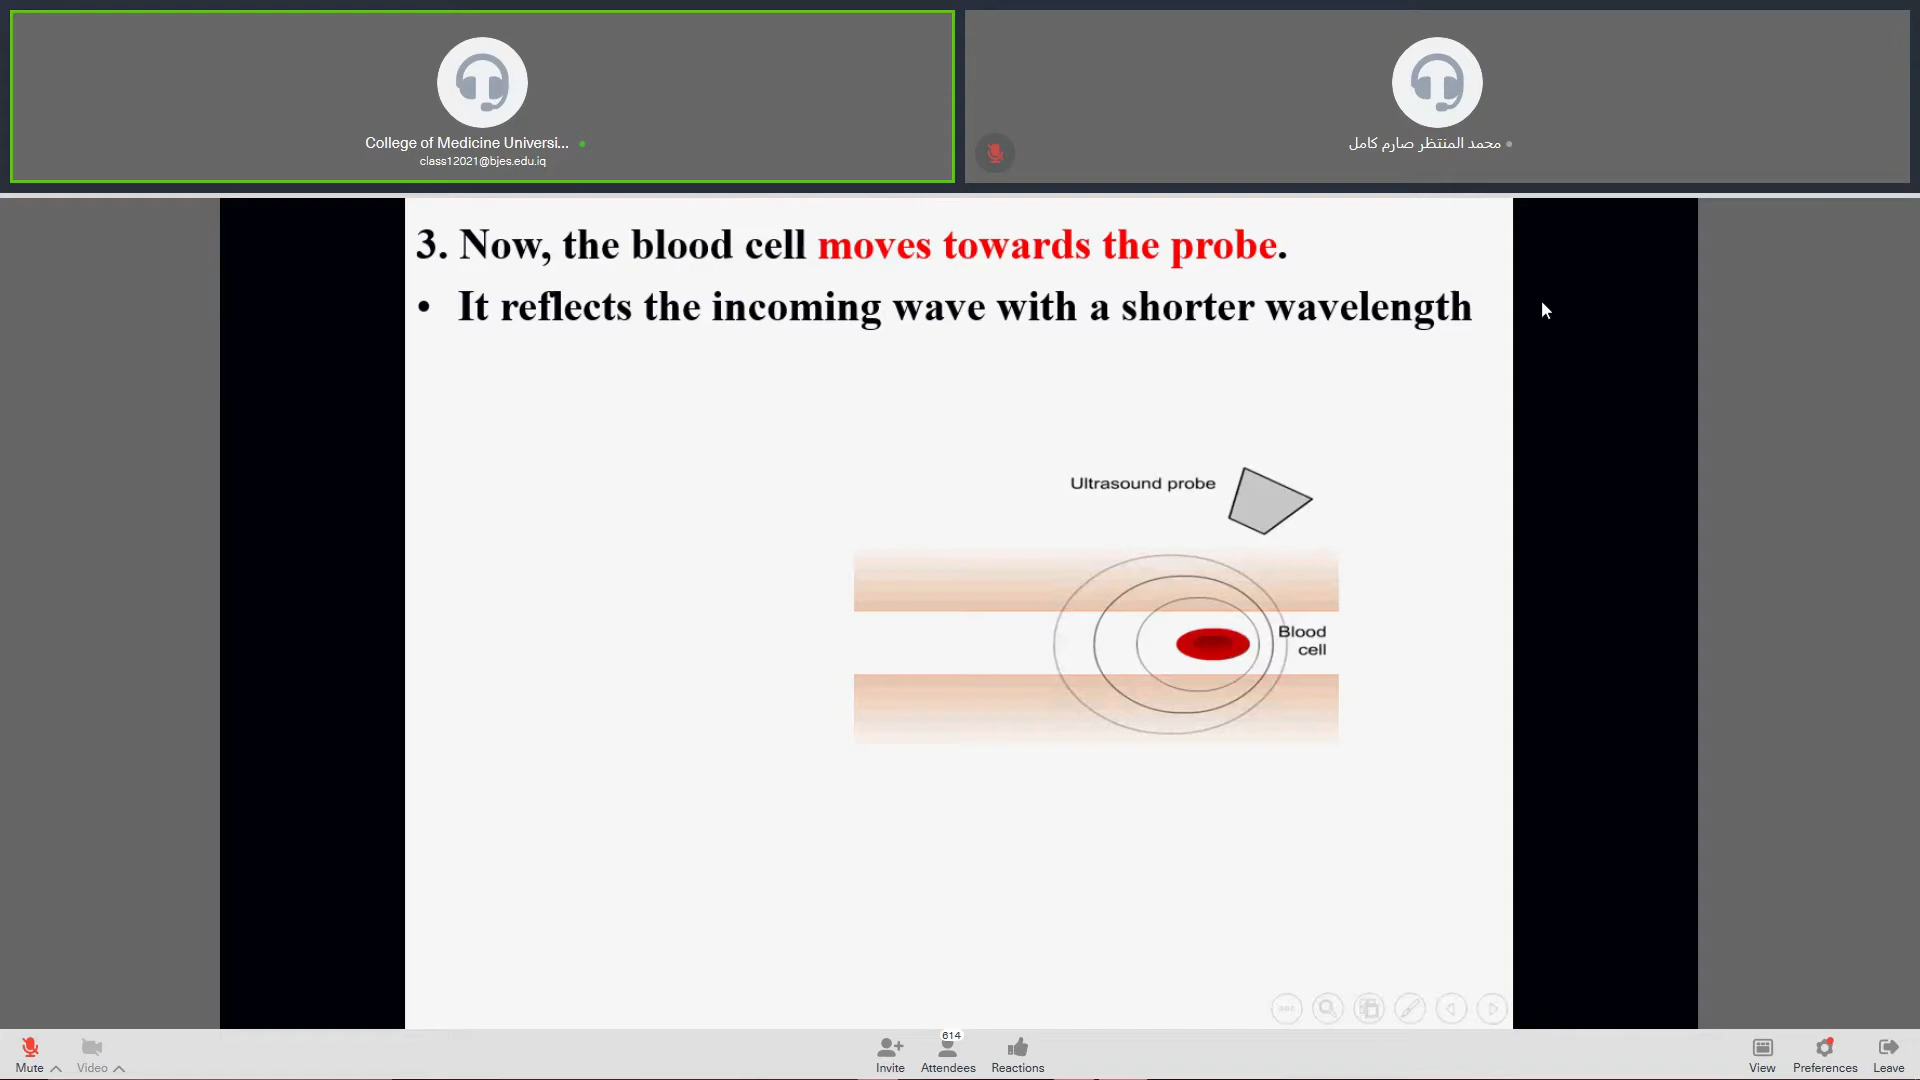 College of Medicine Universi...
class12021@bjes.edu.iq
محمد المنتظر صارم كامل
3. Now, the blood cell moves towards the probe.
• It reflects the incoming wave with a shorter wavelength
Ultrasound probe
Blood
cell
Mute
Video
Invite
614
Attendees
Reactions
View
Preferences
Leave